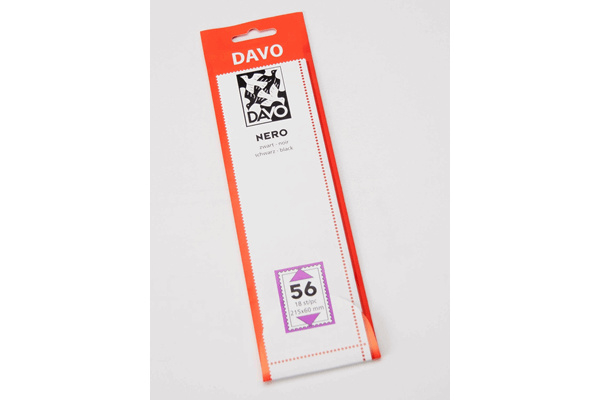 DAVO
DAVO
NERO
zwart - noir
schwarz - black
56
18 st/pc
215x60 mm